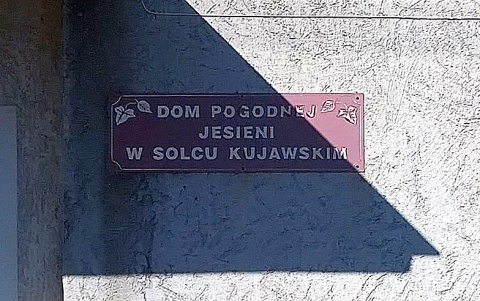 DOM POGODNEJ
JESIENI
W SOLCU KUJAWSKIM